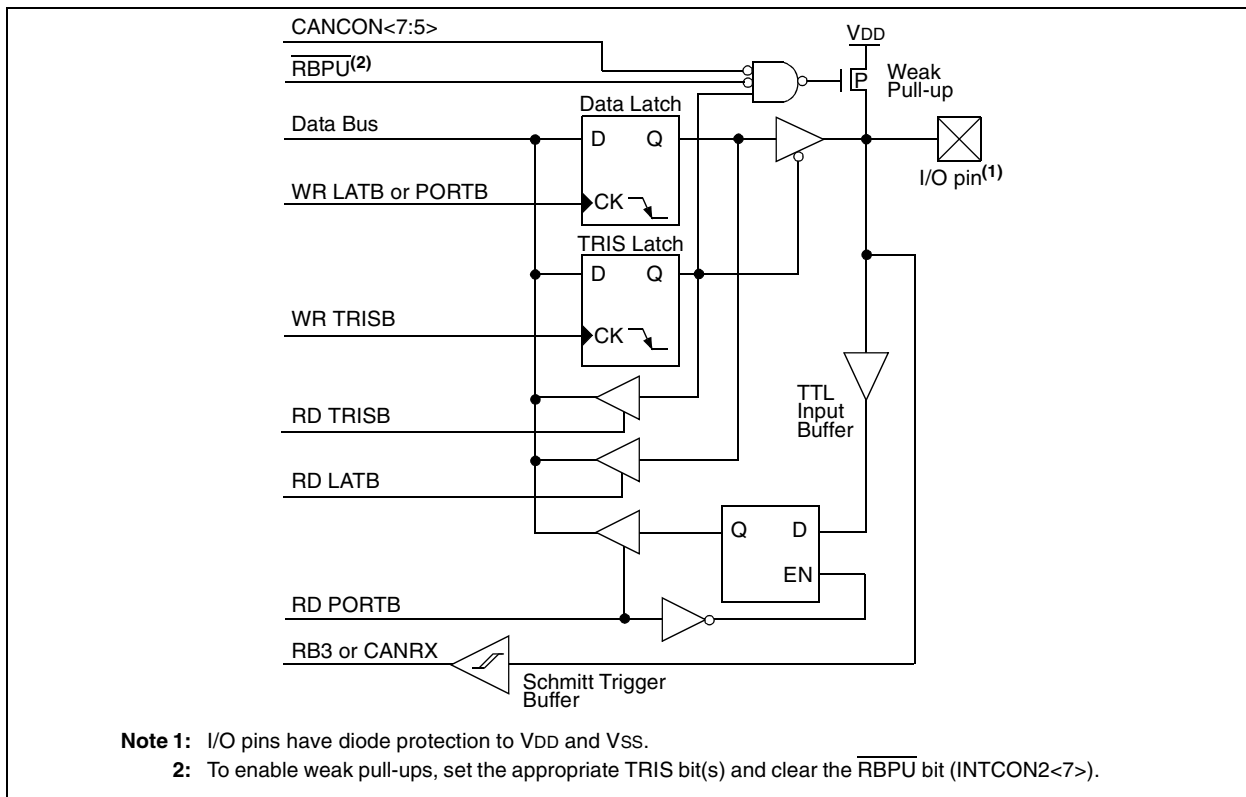 CANCON<7:5>
RBPU(2)
VDD
P
Weak
Pull-up
Data Latch
Data Bus
D Q
I/O pin(1)
WR LATB or PORTB
CK
TRIS Latch
D Q
WR TRISB
CK
TTL
Input
Buffer
RD TRISB
RD LATB
Q D
EN
RD PORTB
RB3 or CANRX
Schmitt Trigger
Buffer
Note 1: I/O pins have diode protection to VDD and VSS.
2: To enable weak pull-ups, set the appropriate TRIS bit(s) and clear the RBPU bit (INTCON2<7>).